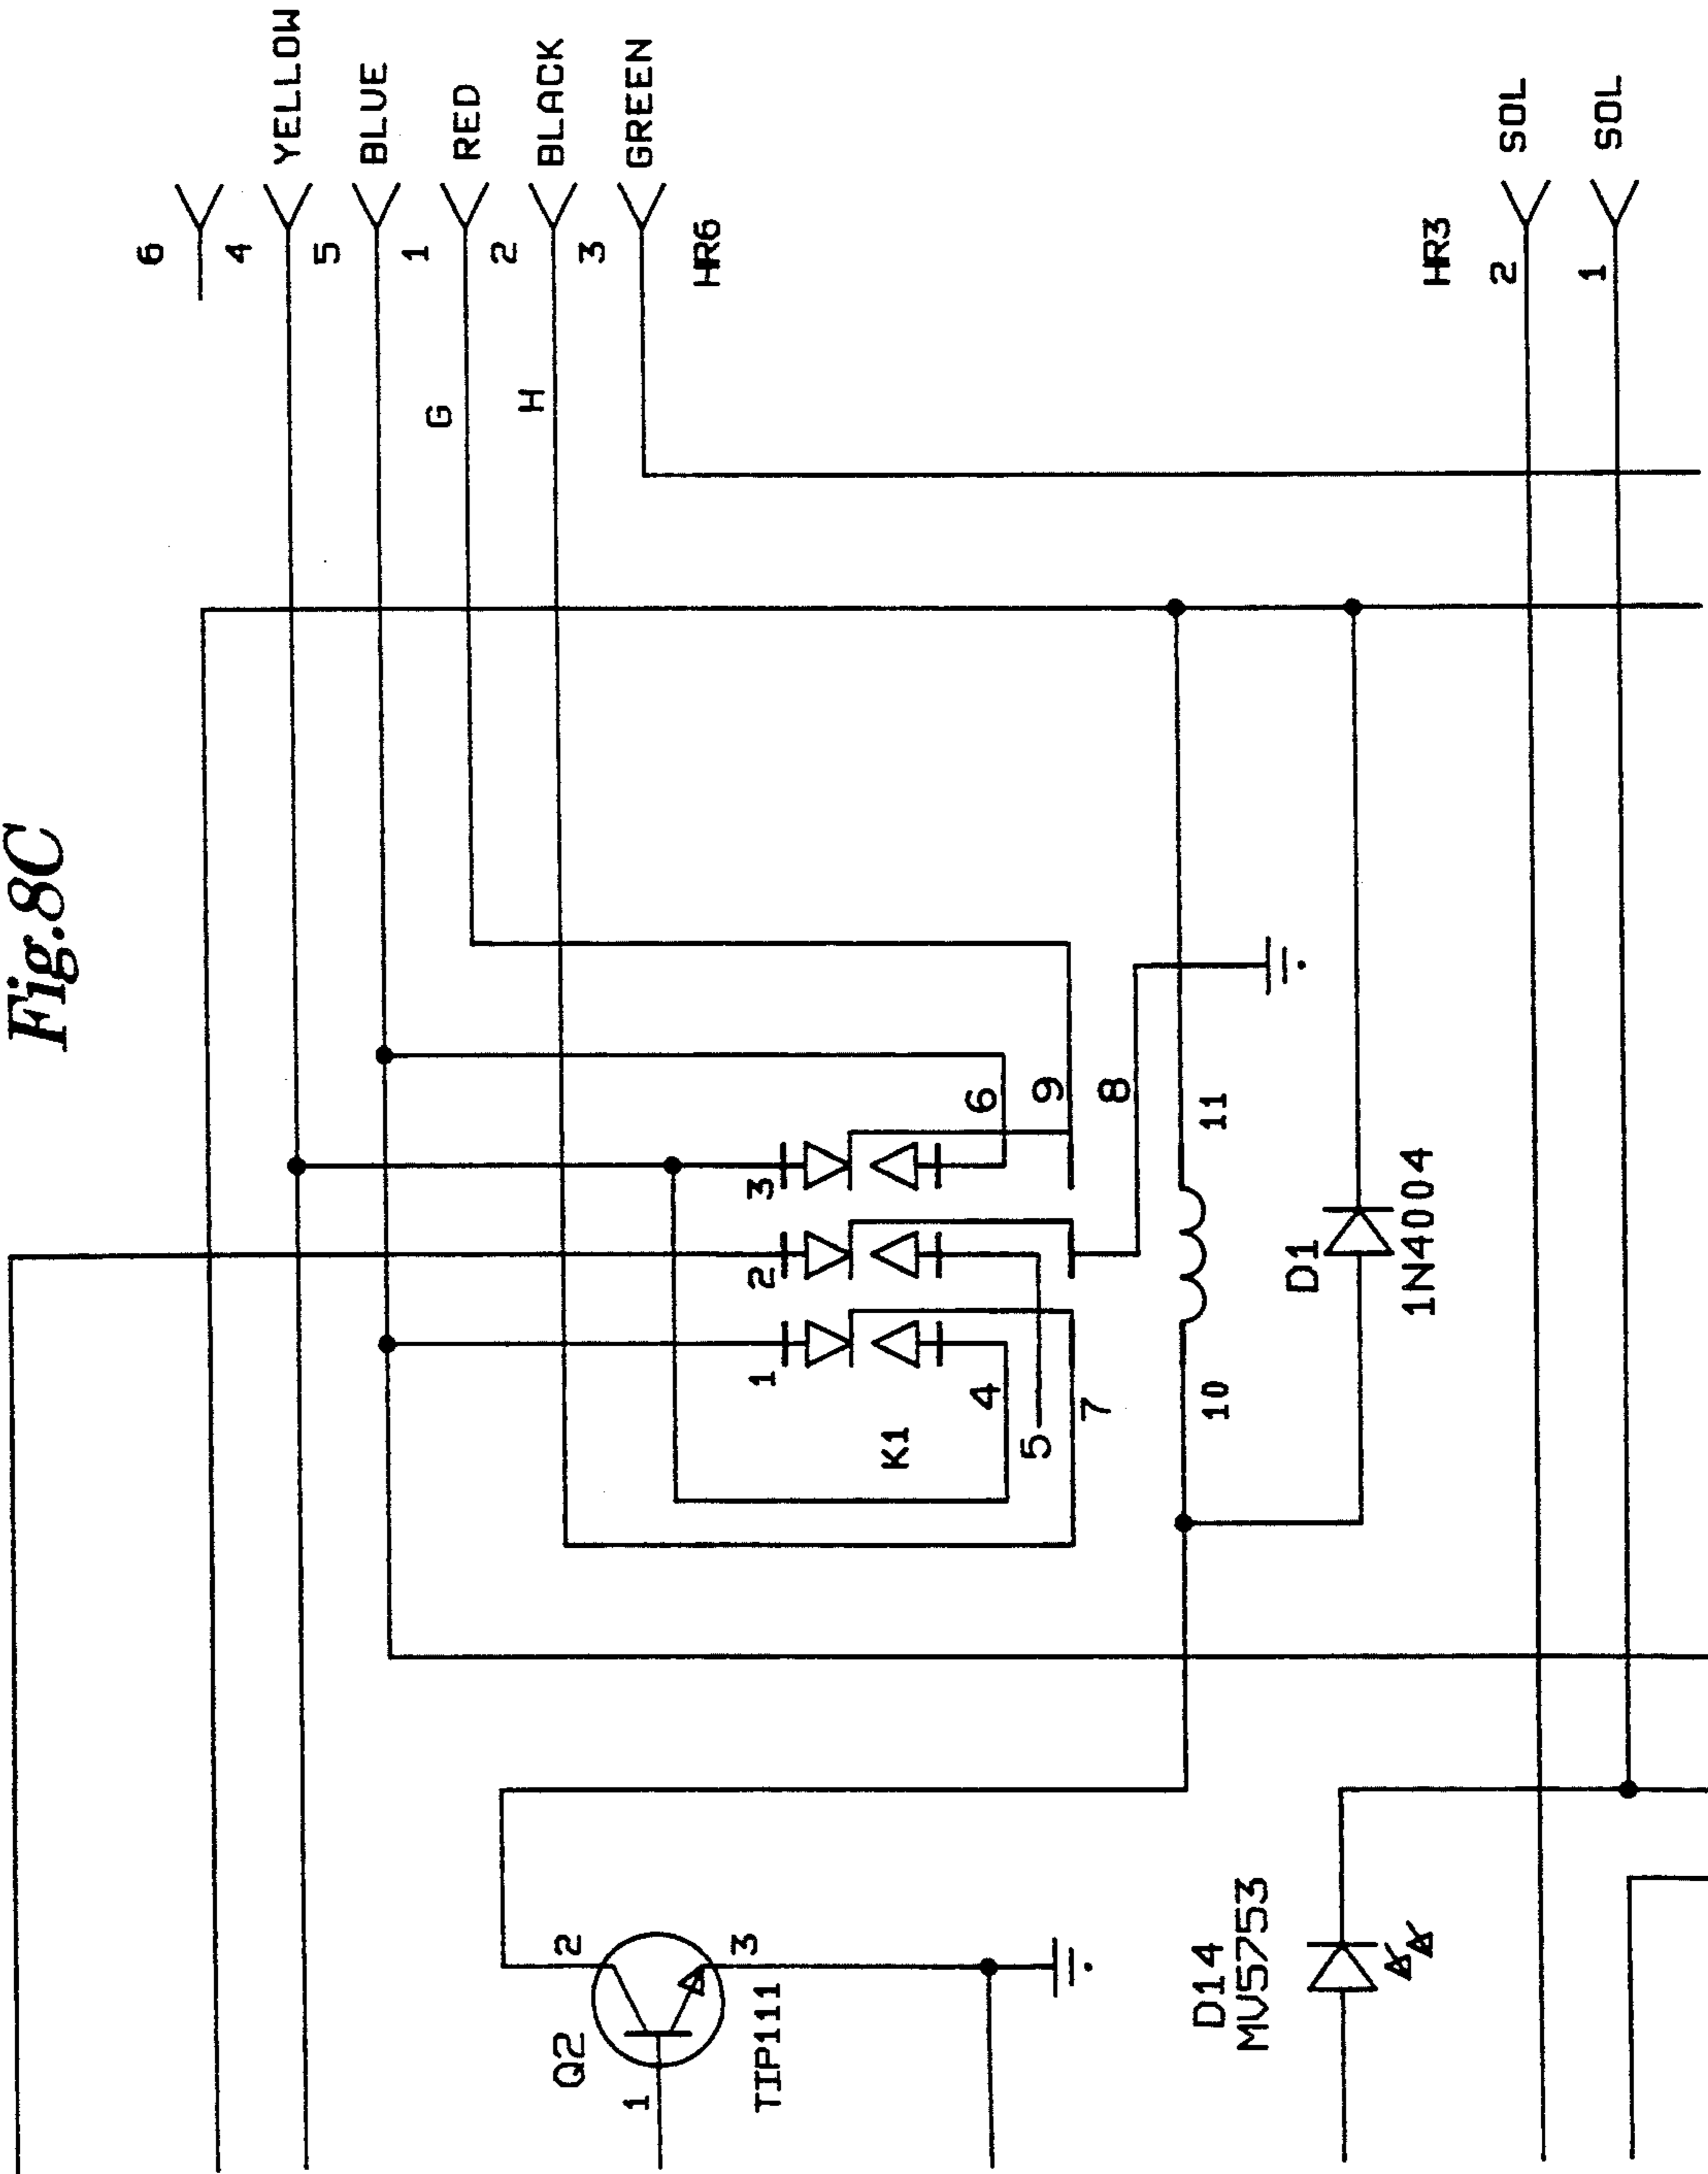 Fig.8C
6
4 YELLOW
5 BLUE
1 RED
G
2 BLACK
H
3 GREEN
HR6
Q2
2
1
3
TIP111
1 2 3
K1
4 6
5 9
7 8
10 11
D14
MV5753
D1
1N4004
HR3
2 SOL
1 SOL